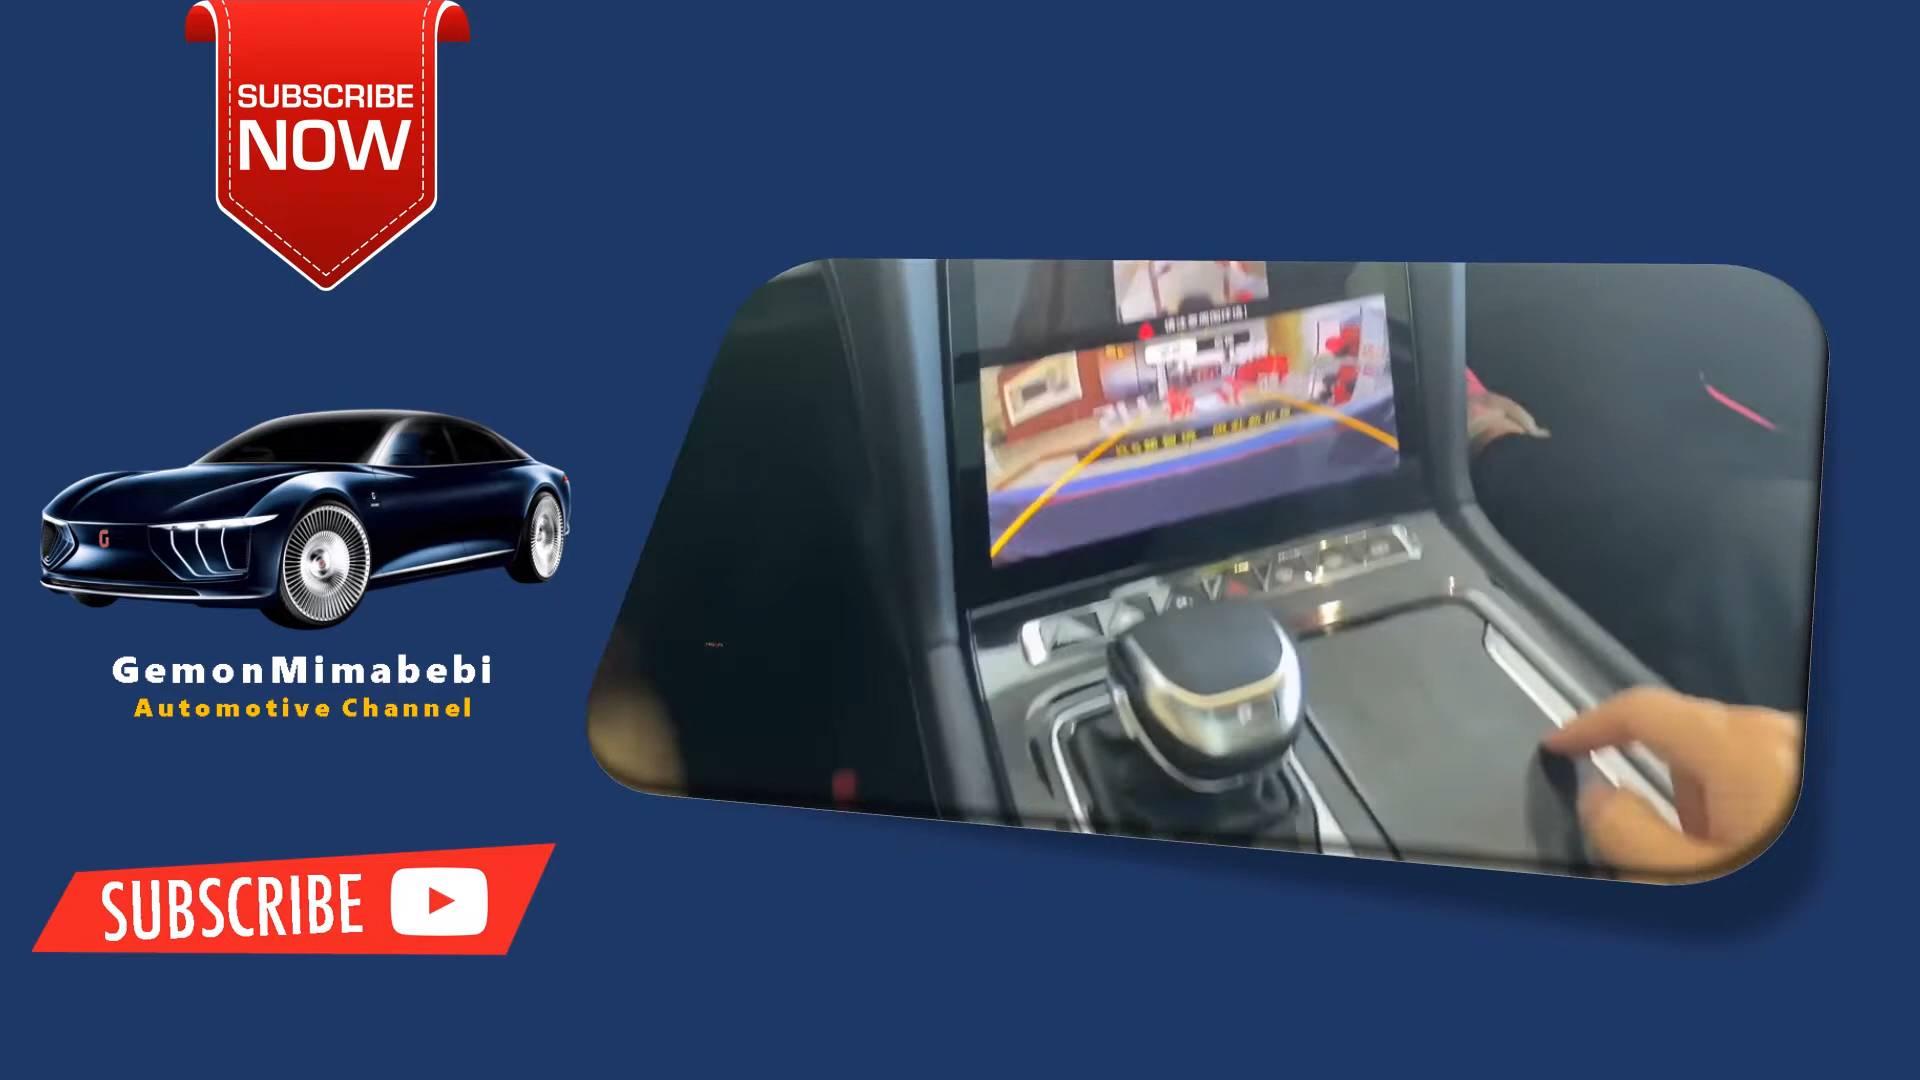 SUBSCRIBE
NOW
G
GemonMimabebi
Automotive Channel
SUBSCRIBE